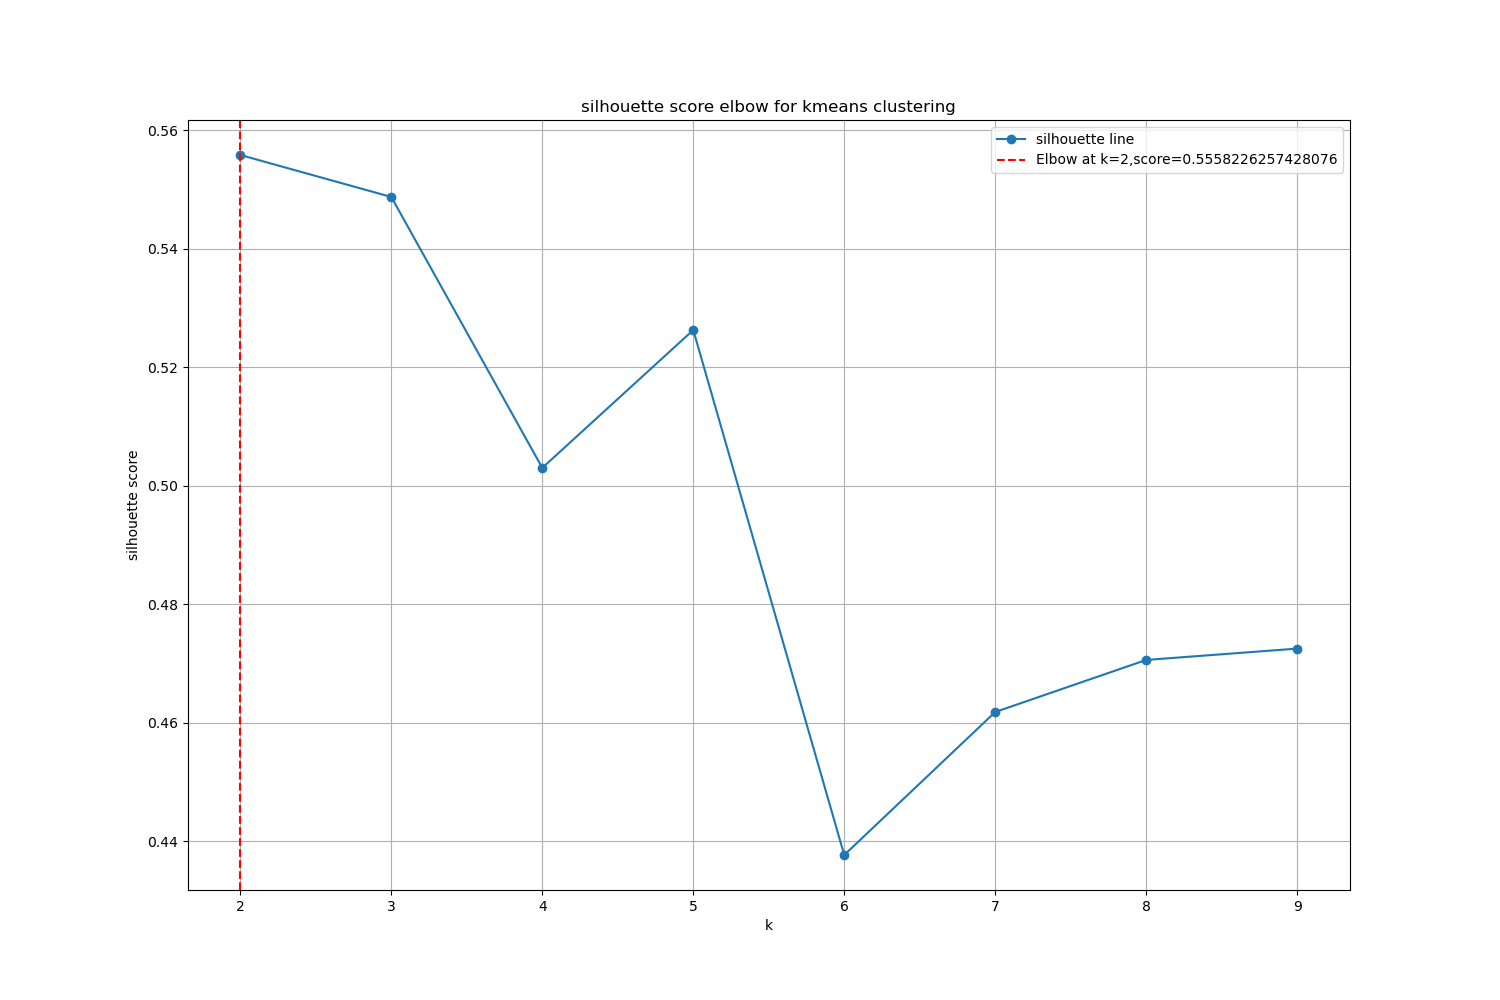 silhouette score elbow for kmeans clustering
silhouette line
Elbow at k=2,score=0.5558226257428076
0.56
0.54
0.52
0.50
0.48
0.46
0.44
silhouette score
2 3 4 5 6 7 8 9
k